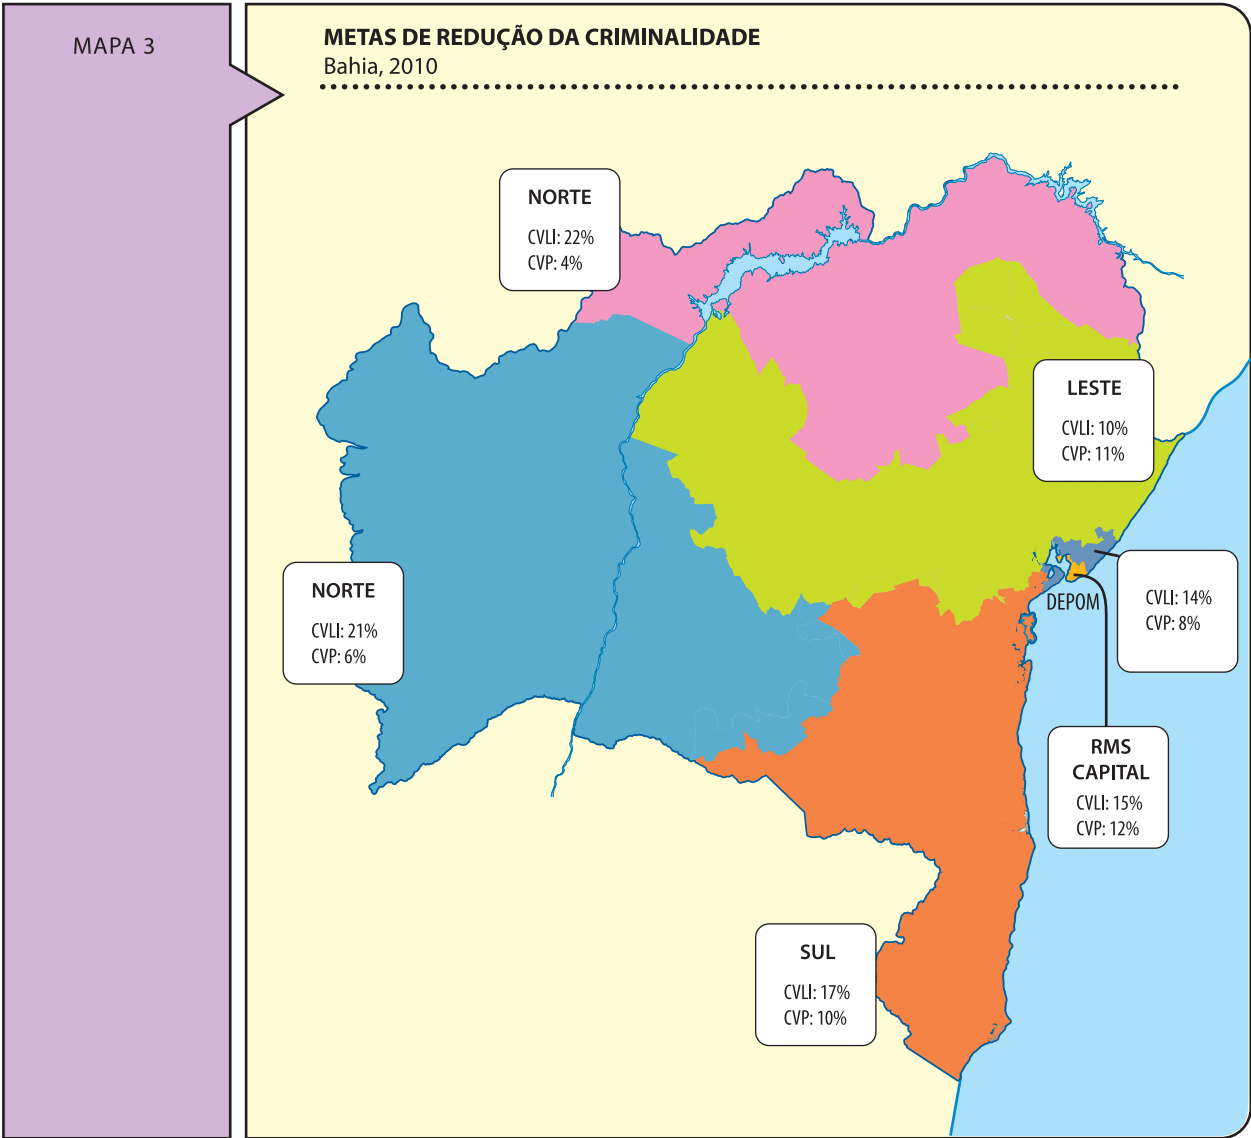 MAPA 3
METAS DE REDUÇÃO DA CRIMINALIDADE
Bahia, 2010
NORTE
CVLI: 22%
CVP: 4%
LESTE
CVLI: 10%
CVP: 11%
NORTE
CVLI: 21%
CVP: 6%
DEPOM
CVLI: 14%
CVP: 8%
RMS
CAPITAL
CVLI: 15%
CVP: 12%
SUL
CVLI: 17%
CVP: 10%